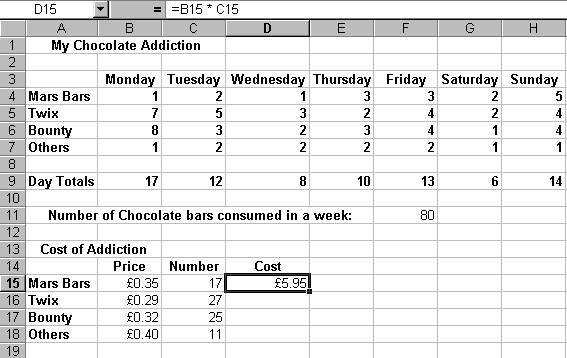 D15 = =B15 * C15
A B C D E F G H
1 My Chocolate Addiction
2
3 Monday Tuesday Wednesday Thursday Friday Saturday Sunday
4 Mars Bars 1 2 1 3 3 2 5
5 Twix 7 5 3 2 4 2 4
6 Bounty 8 3 2 3 4 1 4
7 Others 1 2 2 2 2 1 1
8
9 Day Totals 17 12 8 10 13 6 14
10
11 Number of Chocolate bars consumed in a week: 80
12
13 Cost of Addiction
14 Price Number Cost
15 Mars Bars £0.35 17 £5.95
16 Twix £0.29 27
17 Bounty £0.32 25
18 Others £0.40 11
19